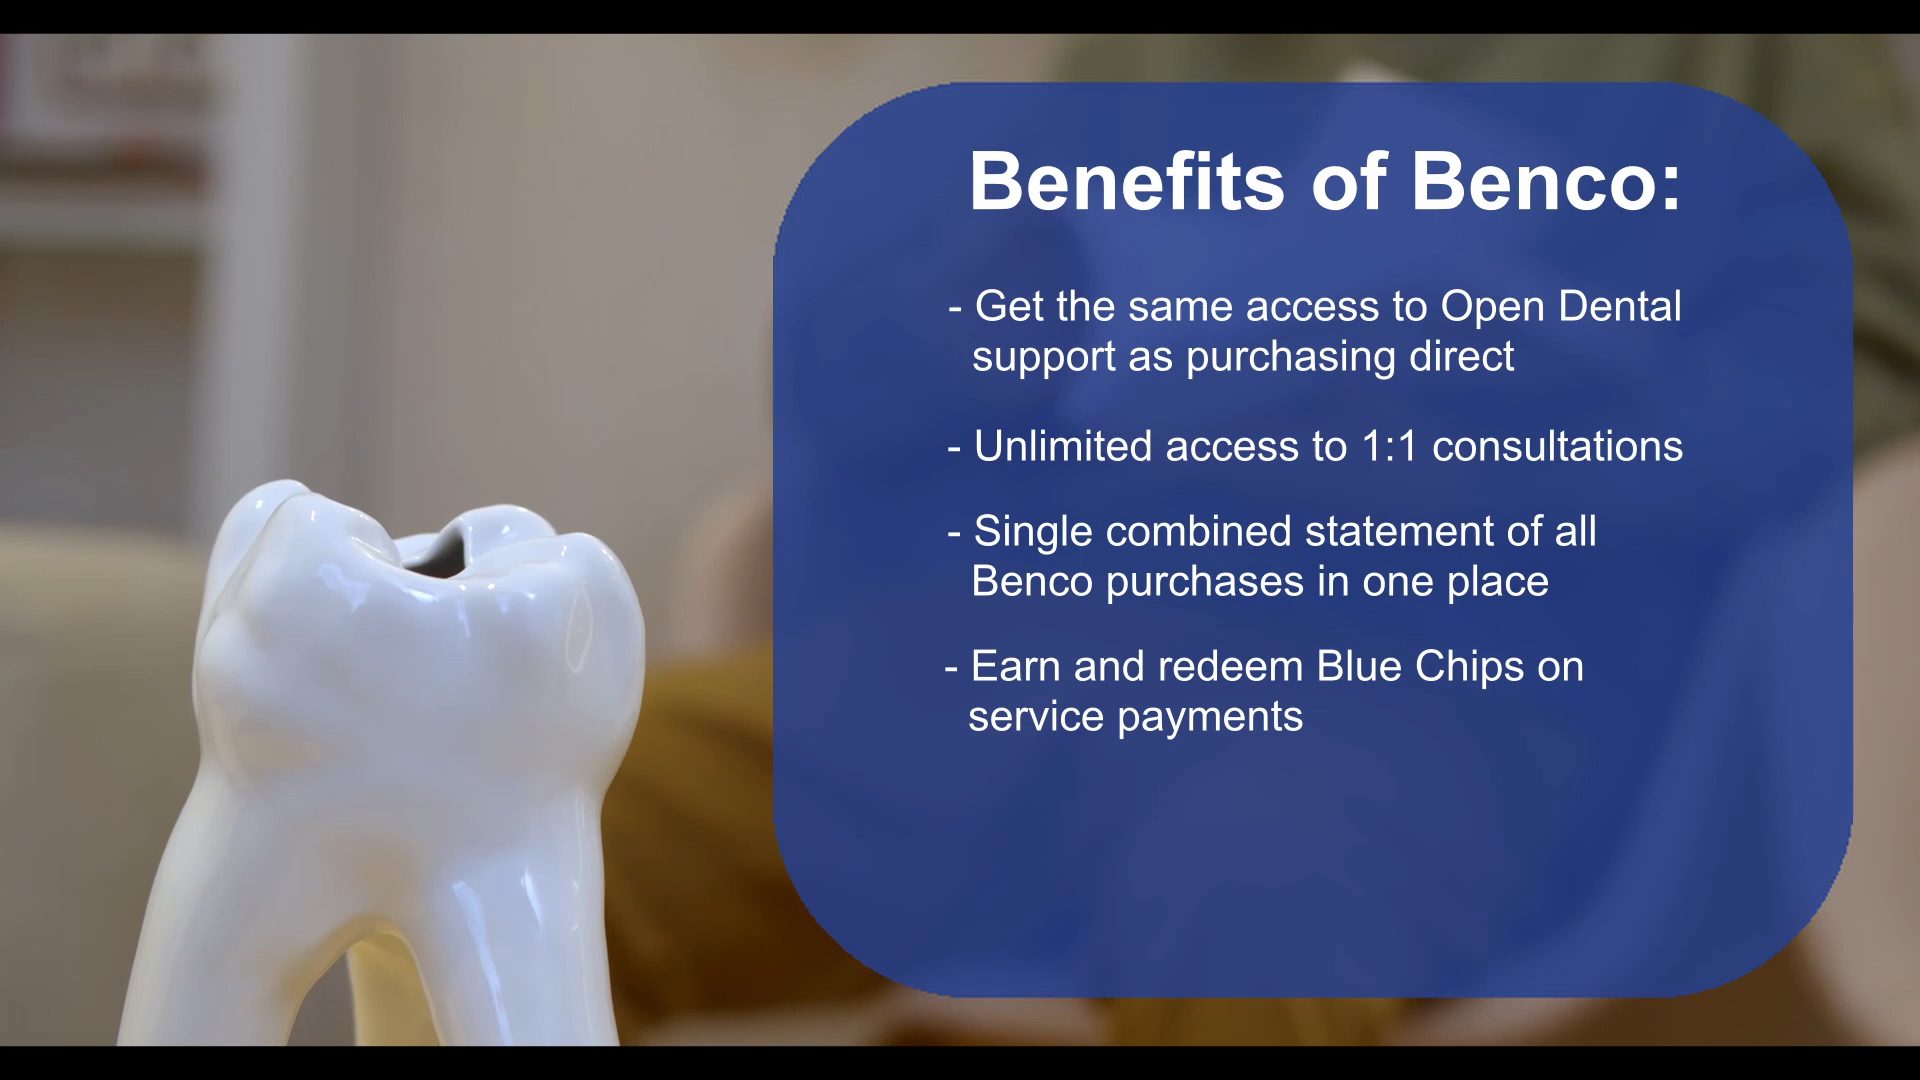 Benefits of Benco:
- Get the same access to Open Dental
support as purchasing direct
- Unlimited access to 1:1 consultations
- Single combined statement of all
Benco purchases in one place
- Earn and redeem Blue Chips on
service payments